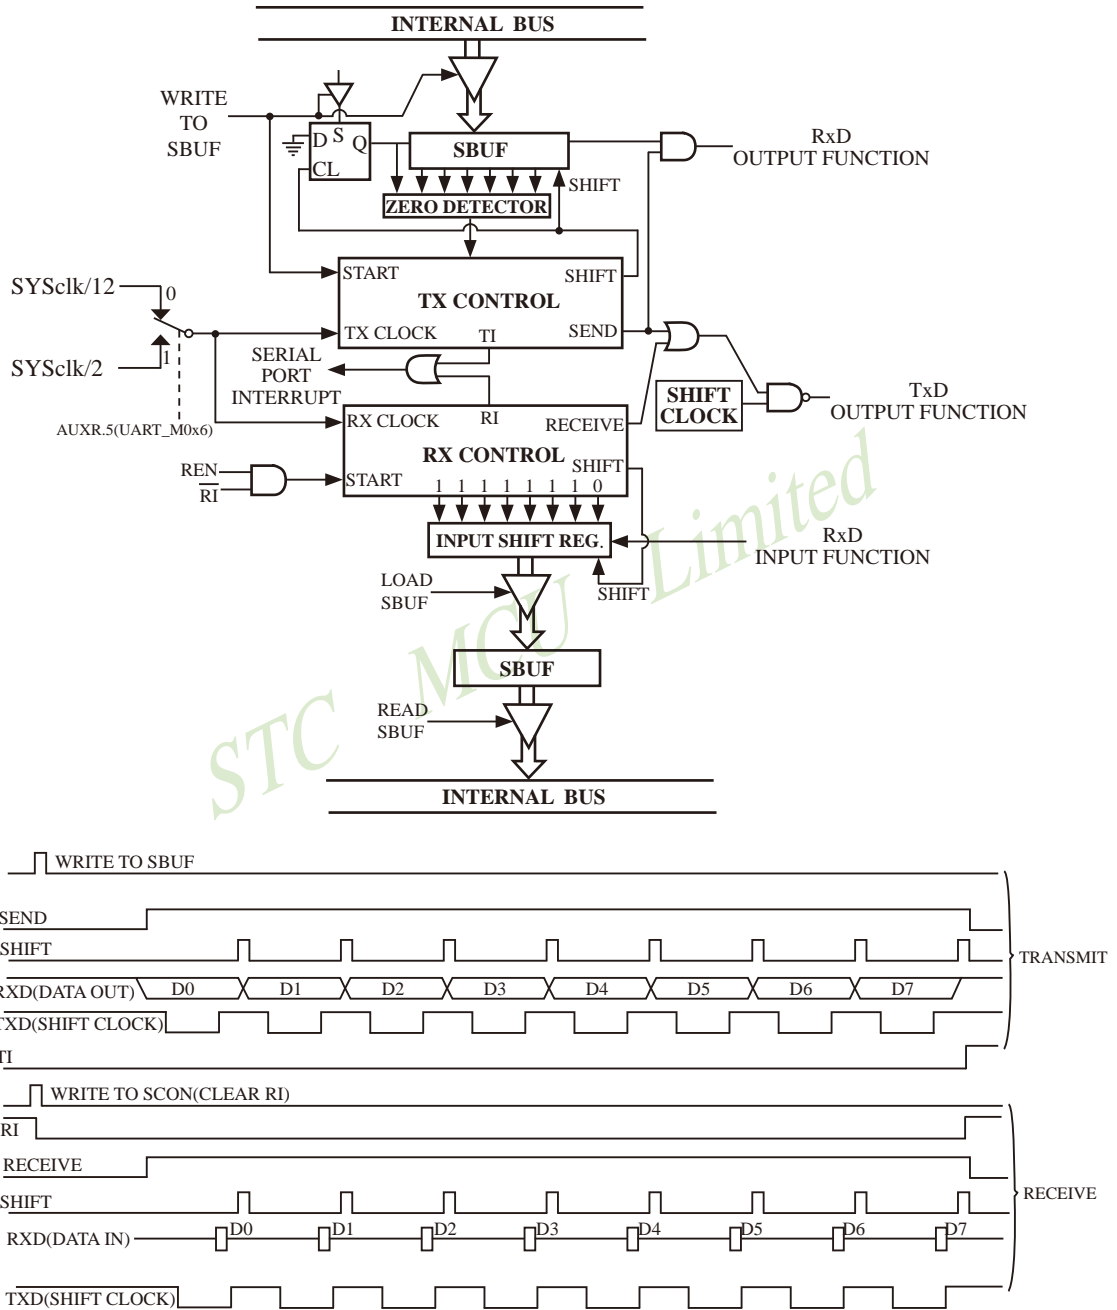 INTERNAL BUS
WRITE
TO
SBUF
D S Q
CL
SBUF
RxD
OUTPUT FUNCTION
SHIFT
ZERO DETECTOR
START
SHIFT
TX CONTROL
TX CLOCK
TI
SEND
SYSclk/12
0
SYSclk/2
1
AUXR.5(UART_M0x6)
SERIAL
PORT
INTERRUPT
SHIFT
CLOCK
TxD
OUTPUT FUNCTION
RX CLOCK
RI
RECEIVE
RX CONTROL
SHIFT
START
1 1 1 1 1 1 1 0
REN
RI
INPUT SHIFT REG.
RxD
INPUT FUNCTION
LOAD
SBUF
SHIFT
SBUF
READ
SBUF
INTERNAL BUS
STC MCU Limited
WRITE TO SBUF
SEND
SHIFT
RXD(DATA OUT) D0 D1 D2 D3 D4 D5 D6 D7
TXD(SHIFT CLOCK)
TI
TRANSMIT
WRITE TO SCON(CLEAR RI)
RI
RECEIVE
SHIFT
RXD(DATA IN) D0 D1 D2 D3 D4 D5 D6 D7
TXD(SHIFT CLOCK)
RECEIVE